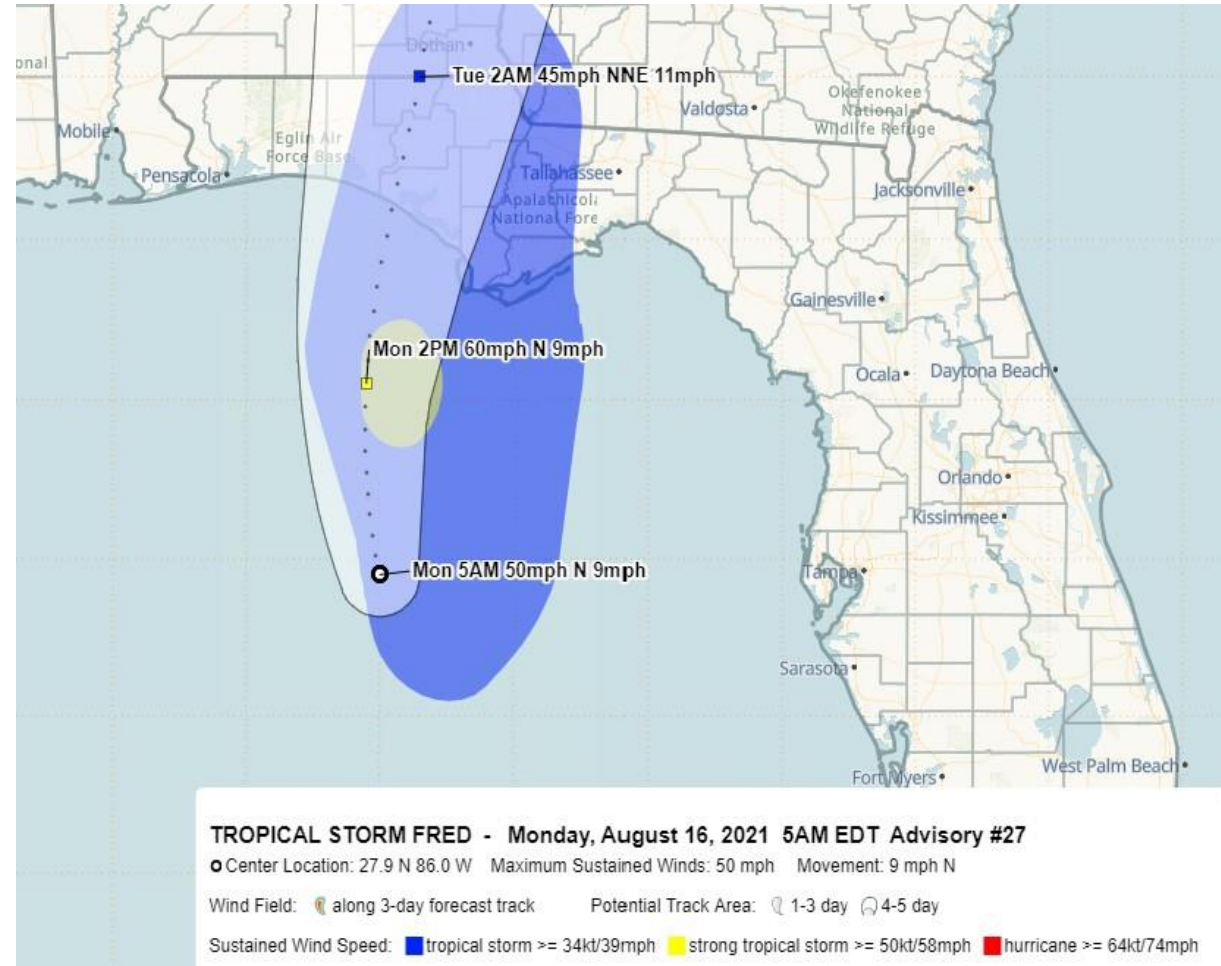 Dothan
onal
Tue 2AM 45mph NNE 11mph
Okefenokee
National
Wildlife Refuge
Valdosta
Mobile
Eglin Air
Force Base
Pensacola
Tallahassee
Apalachicola
National Fore
Jacksonville
Gainesville
Mon 2PM 60mph N 9mph
Ocala
Daytona Beach
Orlando
Kissimmee
Mon 5AM 50mph N 9mph
Tampa
Sarasota
West Palm Beach
Fort Myers
TROPICAL STORM FRED - Monday, August 16, 2021 5AM EDT Advisory #27
Center Location: 27.9 N 86.0 W Maximum Sustained Winds: 50 mph Movement: 9 mph N
Wind Field: along 3-day forecast track Potential Track Area: 1-3 day 4-5 day
Sustained Wind Speed: tropical storm >= 34kt/39mph strong tropical storm >= 50kt/58mph hurricane >= 64kt/74mph